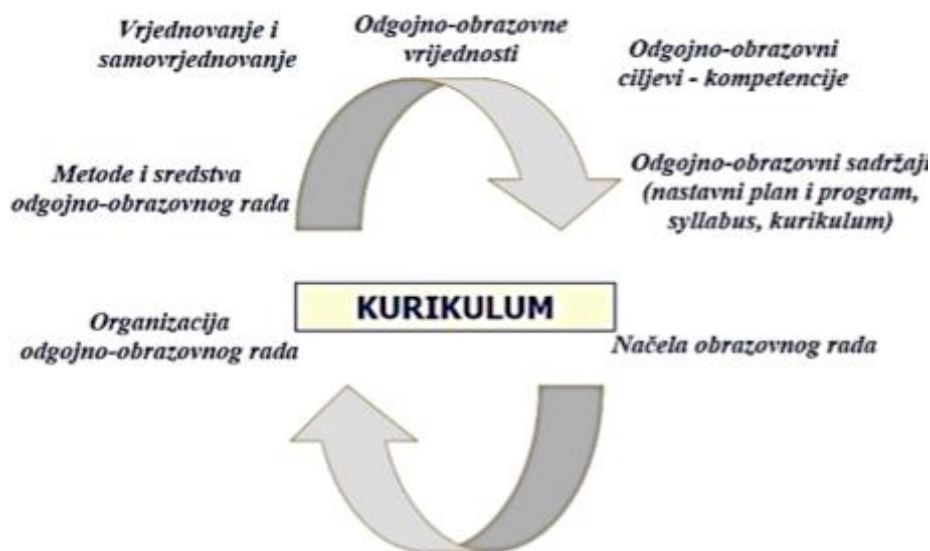 Vrjednovanje i
samovrjednovanje
Odgojno-obrazovne
vrijednosti
Odgojno-obrazovni
ciljevi - kompetencije
Metode i sredstva
odgojno-obrazovnog rada
Odgojno-obrazovni sadržaji
(nastavni plan i program,
syllabus, kurikulum)
KURIKULUM
Organizacija
odgojno-obrazovnog rada
Načela obrazovnog rada